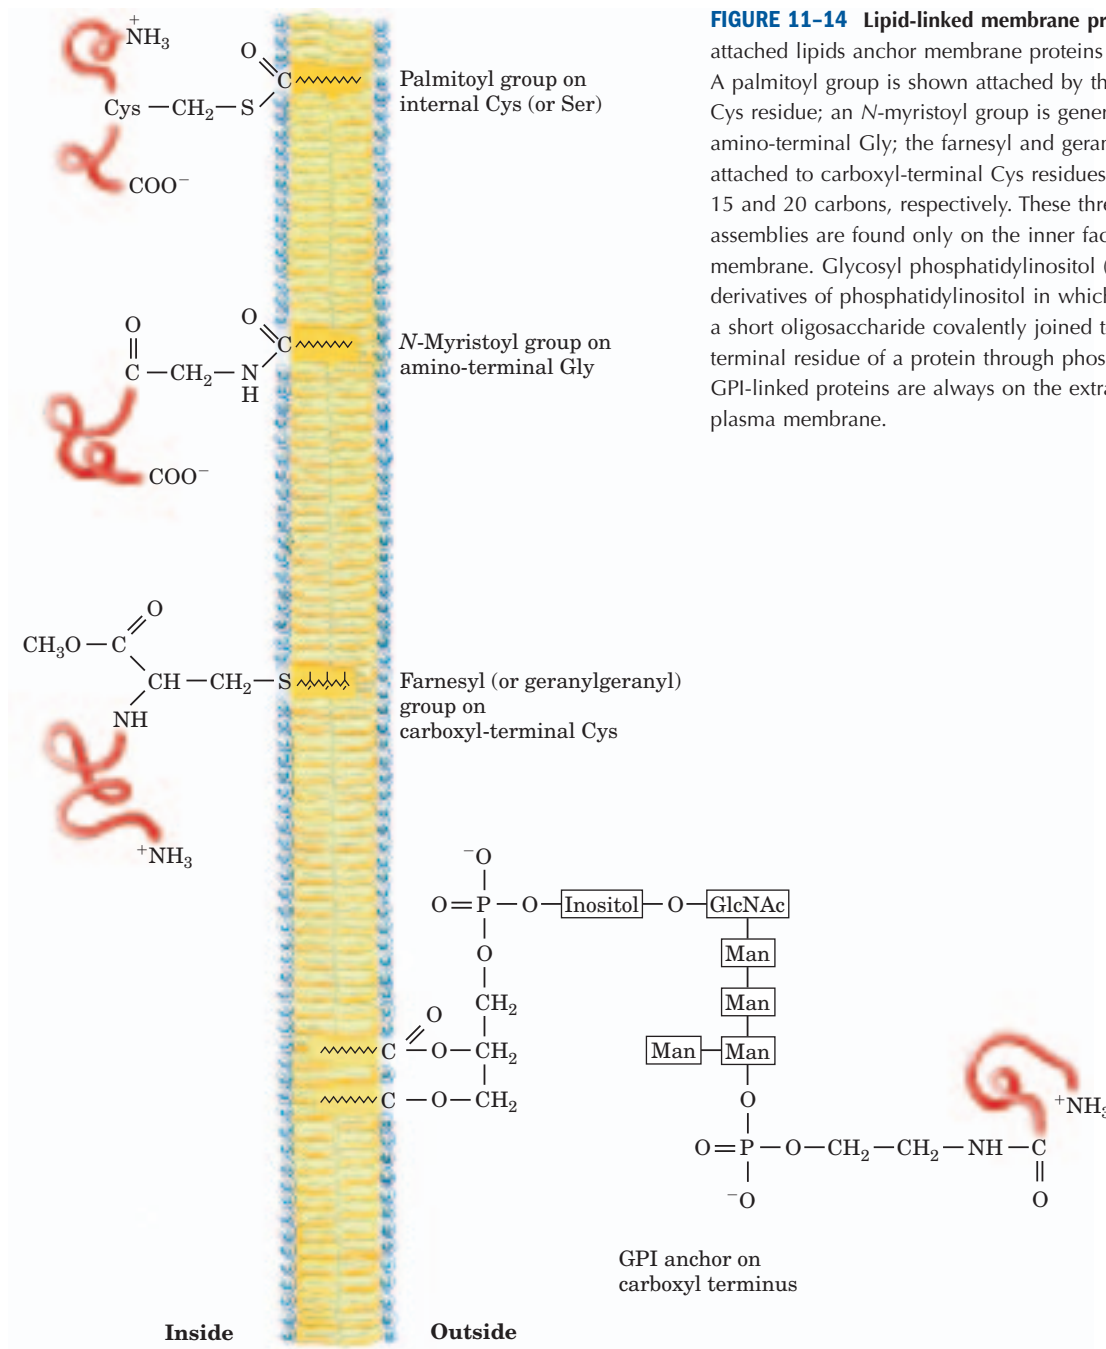 FIGURE 11–14 Lipid-linked membrane pr
attached lipids anchor membrane proteins
A palmitoyl group is shown attached by th
Cys residue; an N-myristoyl group is gener
amino-terminal Gly; the farnesyl and geran
attached to carboxyl-terminal Cys residues
15 and 20 carbons, respectively. These thre
assemblies are found only on the inner fac
membrane. Glycosyl phosphatidylinositol (
derivatives of phosphatidylinositol in which
a short oligosaccharide covalently joined t
terminal residue of a protein through phos
GPI-linked proteins are always on the extra
plasma membrane.
+NH3
O
C
Cys—CH2—S
COO−
Palmitoyl group on
internal Cys (or Ser)
O
O
C
C—CH2—N
H
COO−
N-Myristoyl group on
amino-terminal Gly
O
CH3O—C
CH—CH2—S
NH
+NH3
Farnesyl (or geranylgeranyl)
group on
carboxyl-terminal Cys
−O
O=P—O—Inositol—O—GlcNAc
O
Man
CH2
Man
O
C—O—CH2
Man—Man
C—O—CH2
O
+NH3
O=P—O—CH2—CH2—NH—C
−O
O
GPI anchor on
carboxyl terminus
Inside
Outside